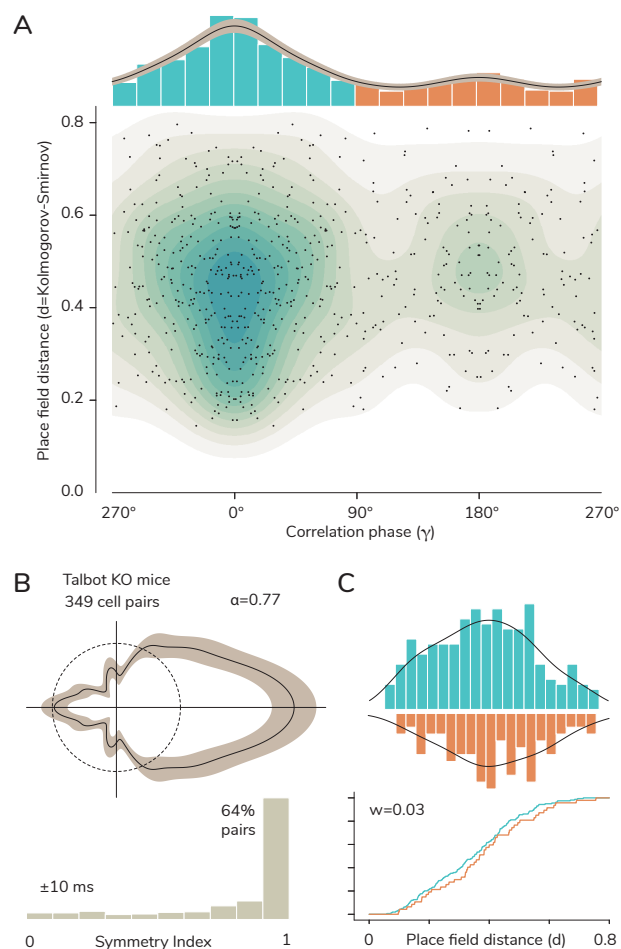 A
0.8
0.6
0.4
0.2
0.0
Place field distance (d=Kolmogorov-Smirnov)
270° 0° 90° 180° 270°
Correlation phase (γ)
B
Talbot KO mice
349 cell pairs
α=0.77
64%
pairs
±10 ms
0 Symmetry Index 1
C
w=0.03
0 Place field distance (d) 0.8